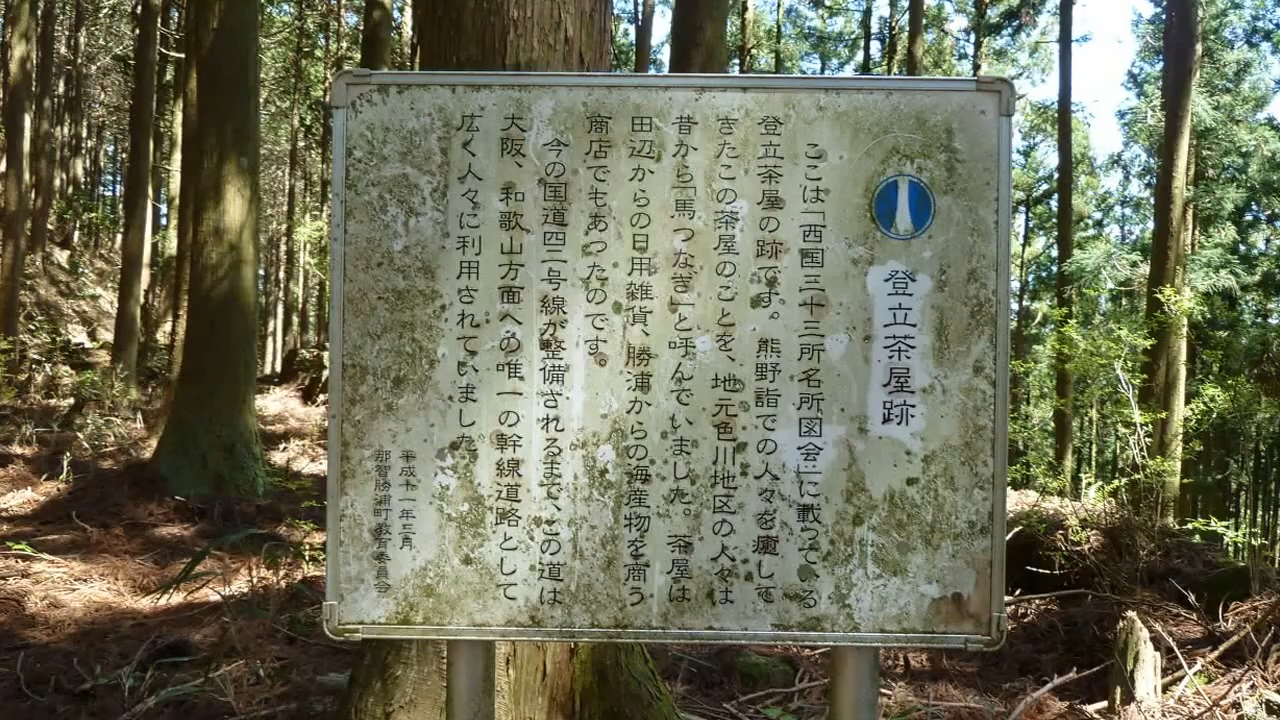 登立茶屋跡
ここは「西国三十三所名所図会」に載って、る
登立茶屋の跡です。熊野詣での人々を癒して
きたこの茶屋のことを、地元色川地区の人々は
昔から「馬つなぎ」と呼んでいました。茶屋は
田辺からの日用雑貨、勝浦からの海産物を商う
商店でもあったのです。
今の国道四二号線が整備されるまで、この道は
大阪、和歌山方面への唯一の幹線道路として
広く人々に利用されていました
平成十一年三月
那智勝浦町教育委員会